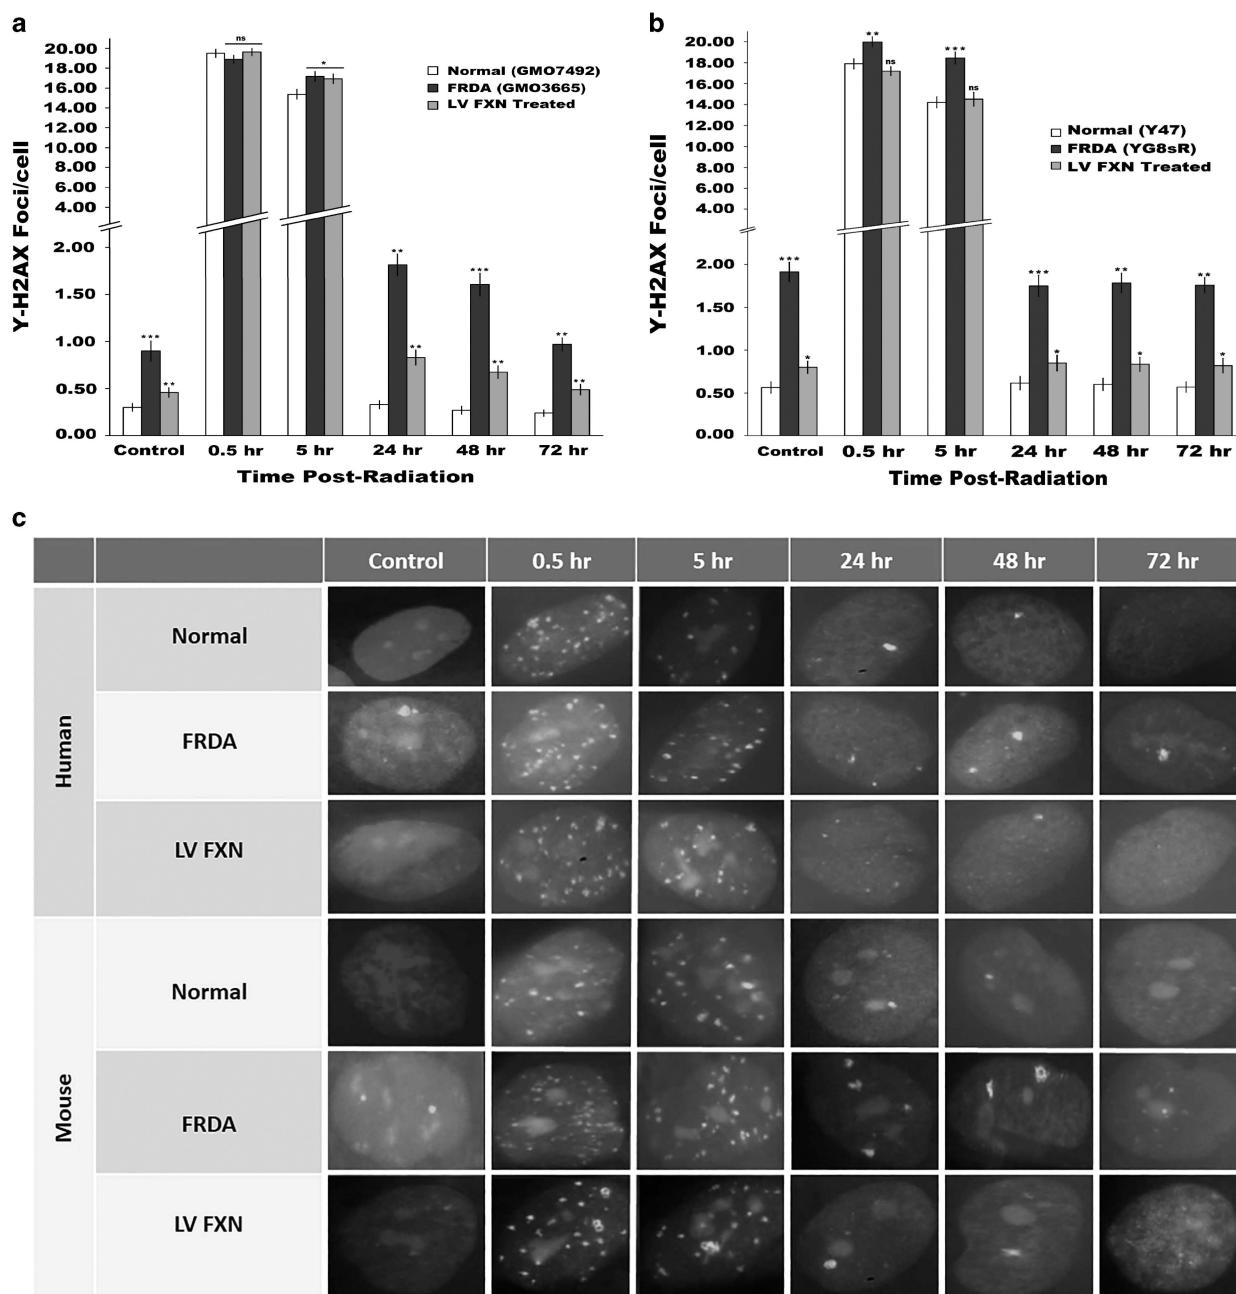 a
Y-H2AX Foci/cell
20.00
18.00
16.00
14.00
12.00
10.00
8.00
6.00
4.00
2.00
1.50
1.00
0.50
0.00
Normal (GMO7492)
FRDA (GMO3665)
LV FXN Treated
***
**
ns
*
**
**
***
**
**
**
Control
0.5 hr
5 hr
24 hr
48 hr
72 hr
Time Post-Radiation
b
Y-H2AX Foci/cell
20.00
18.00
16.00
14.00
12.00
10.00
8.00
6.00
4.00
2.00
1.50
1.00
0.50
0.00
Normal (Y47)
FRDA (YG8sR)
LV FXN Treated
***
*
**
ns
***
ns
***
*
**
*
**
*
Control
0.5 hr
5 hr
24 hr
48 hr
72 hr
Time Post-Radiation
c
Control
0.5 hr
5 hr
24 hr
48 hr
72 hr
Human
Normal
FRDA
LV FXN
Mouse
Normal
FRDA
LV FXN